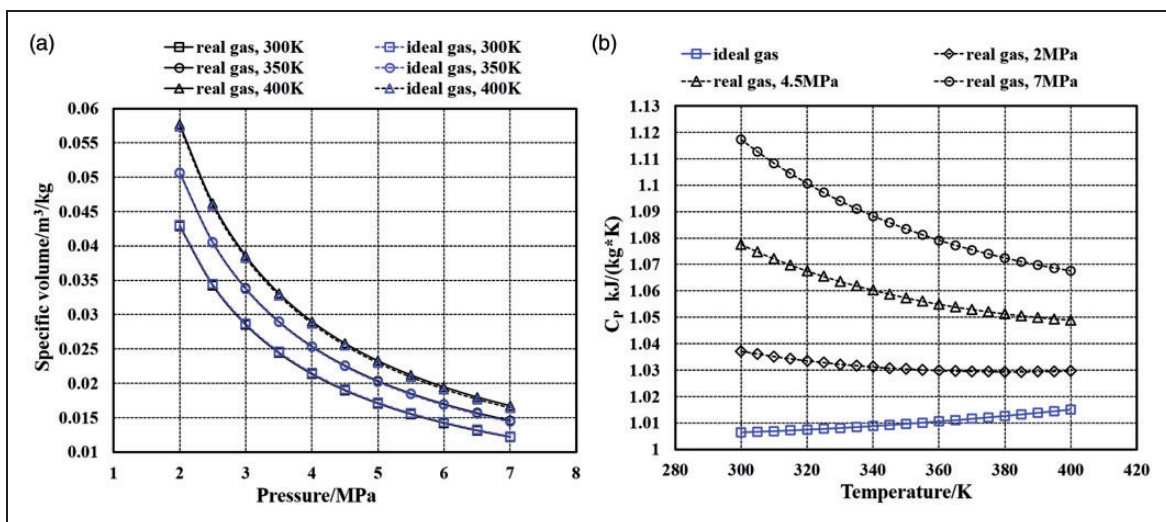 (a)
real gas, 300K ideal gas, 300K
real gas, 350K ideal gas, 350K
real gas, 400K ideal gas, 400K
Specific volume/m³/kg
0.06
0.055
0.05
0.045
0.04
0.035
0.03
0.025
0.02
0.015
0.01
1 2 3 4 5 6 7 8
Pressure/MPa
(b)
ideal gas real gas, 2MPa
real gas, 4.5MPa real gas, 7MPa
Cₚ kJ/(kg*K)
1.13
1.12
1.11
1.1
1.09
1.08
1.07
1.06
1.05
1.04
1.03
1.02
1.01
1
280 300 320 340 360 380 400 420
Temperature/K